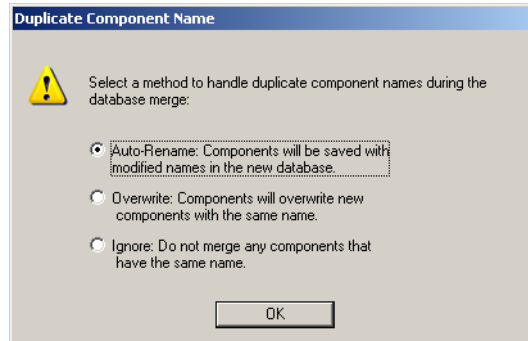 Duplicate Component Name
Select a method to handle duplicate component names during the
database merge:
Auto-Rename: Components will be saved with
modified names in the new database.
Overwrite: Components will overwrite new
components with the same name.
Ignore: Do not merge any components that
have the same name.
OK